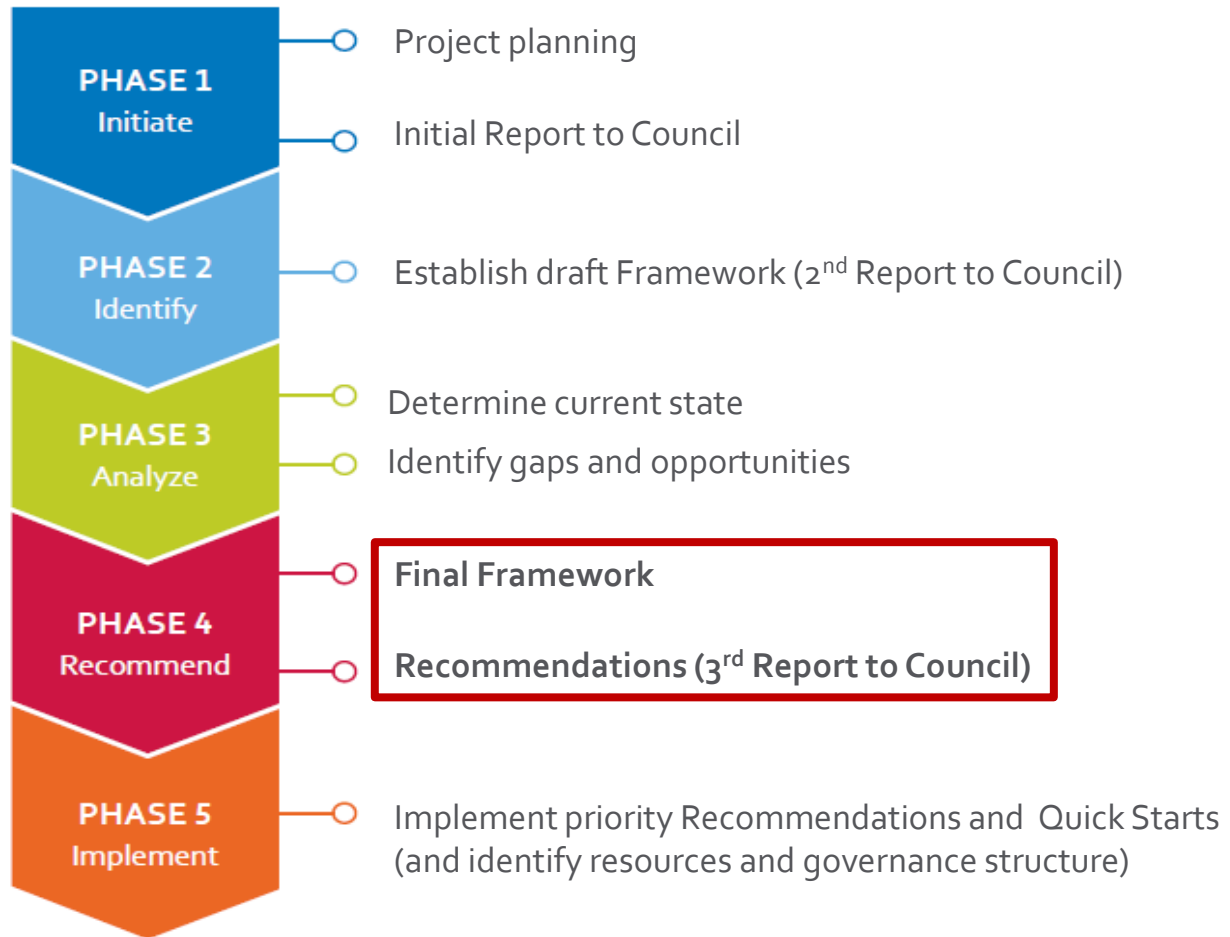 PHASE 1
Initiate
Project planning
Initial Report to Council
PHASE 2
Identify
Establish draft Framework (2nd Report to Council)
PHASE 3
Analyze
Determine current state
Identify gaps and opportunities
PHASE 4
Recommend
Final Framework
Recommendations (3rd Report to Council)
PHASE 5
Implement
Implement priority Recommendations and  Quick Starts
(and identify resources and governance structure)